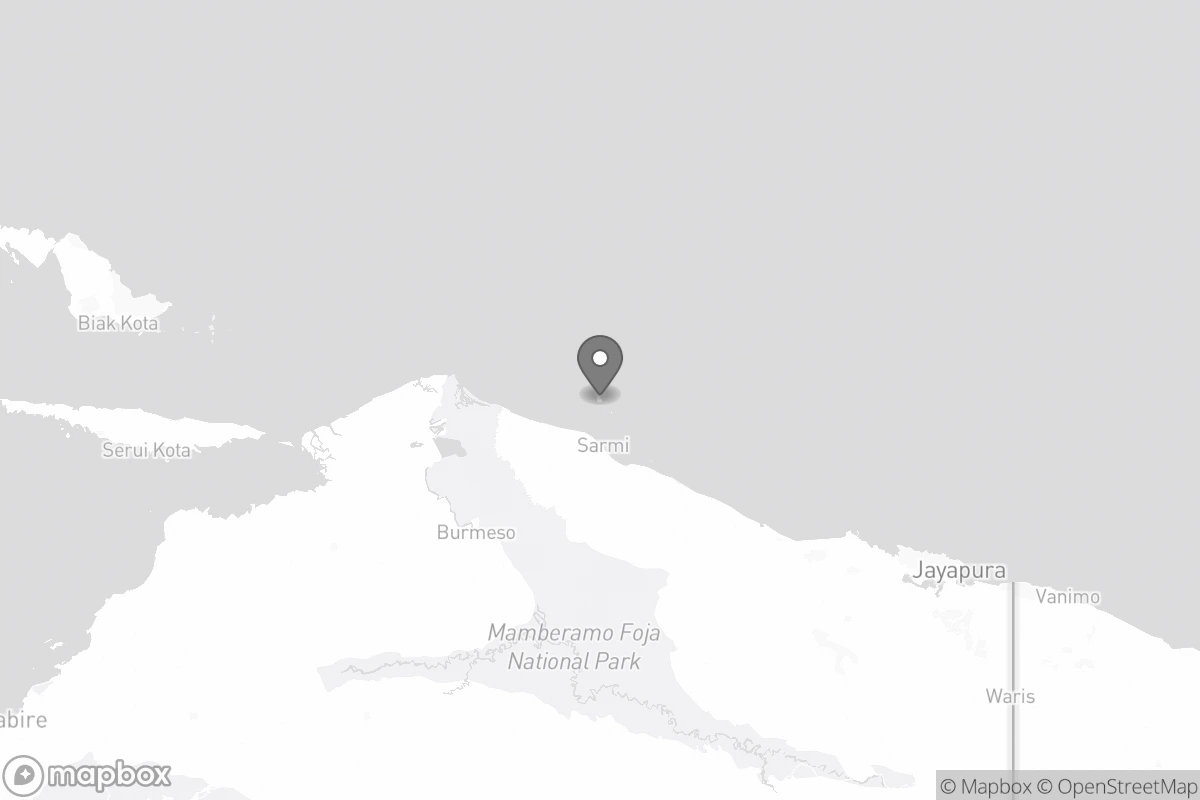 Biak Kota
Sarmi
Serui Kota
Burmeso
Jayapura
Vanimo
Mamberamo Foja
National Park
Waris
abire
mapbox
© Mapbox © OpenStreetMap